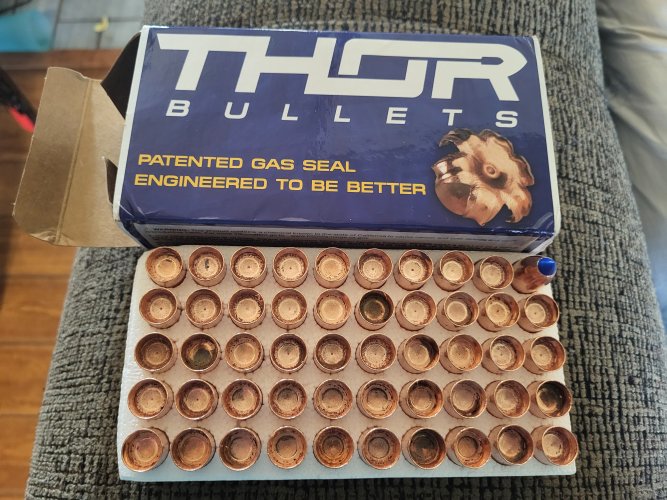 THOR
BULLETS
PATENTED GAS SEAL
ENGINEERED TO BE BETTER